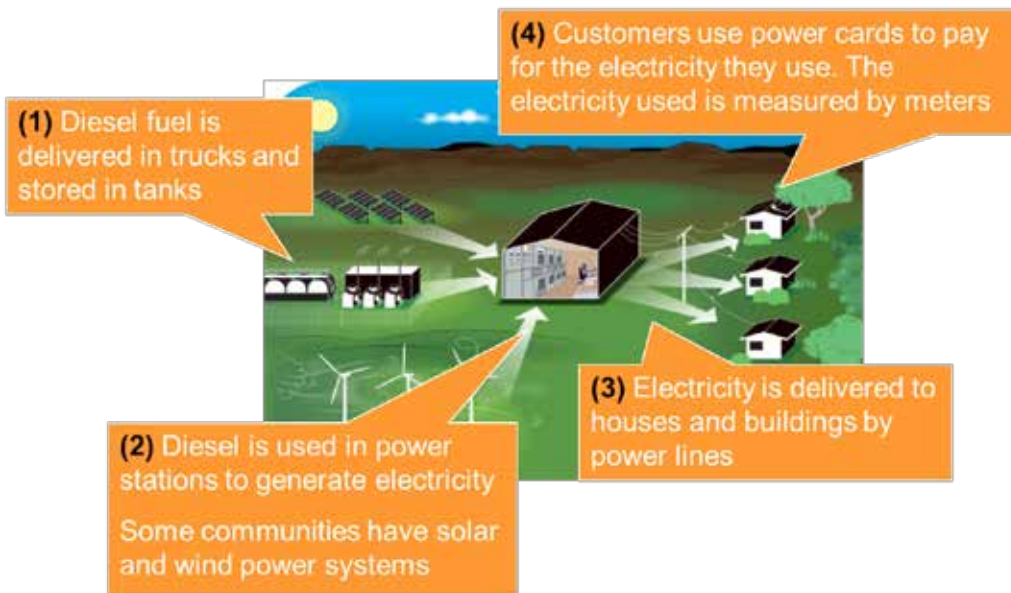 (1) Diesel fuel is
delivered in trucks and
stored in tanks
(2) Diesel is used in power
stations to generate electricity
Some communities have solar
and wind power systems
(3) Electricity is delivered to
houses and buildings by
power lines
(4) Customers use power cards to pay
for the electricity they use. The
electricity used is measured by meters